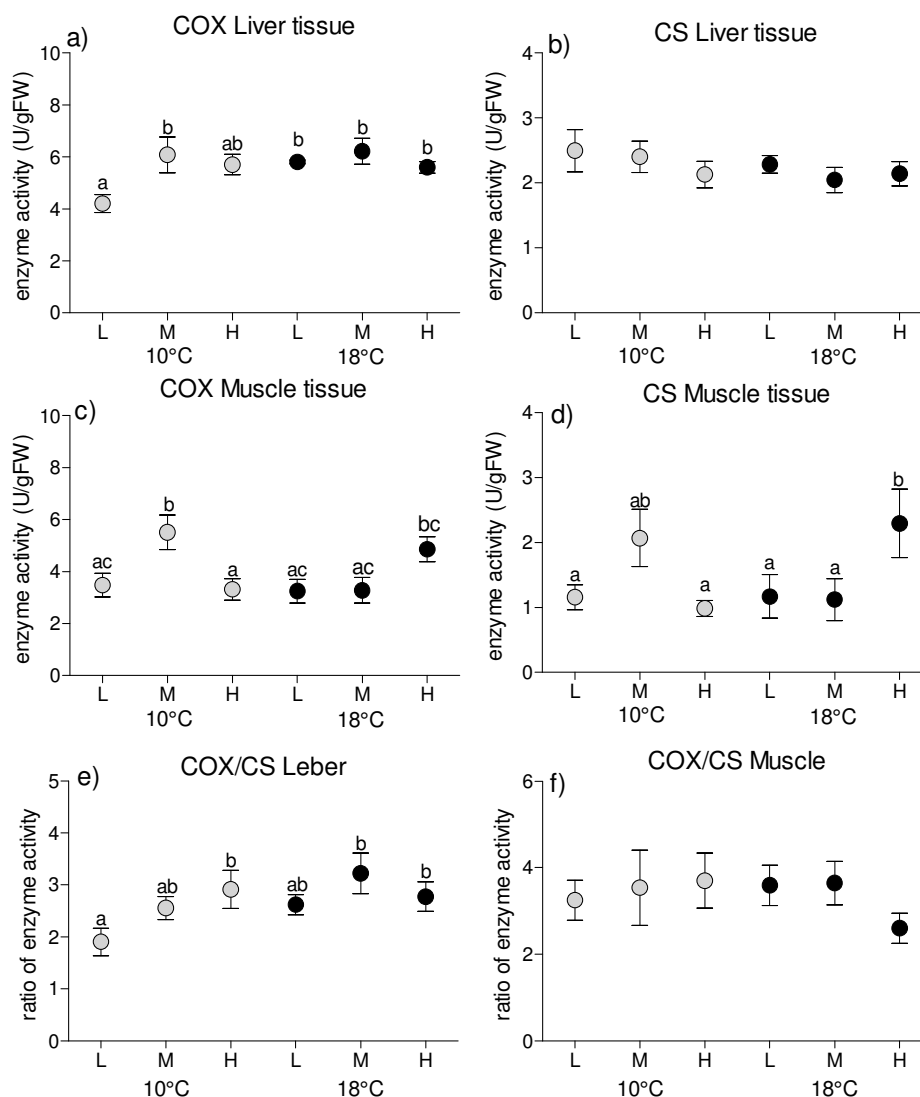 a)
COX Liver tissue
enzyme activity (U/gFW)
10
8
6
4
2
0
a
b
ab
b
b
b
L M H L M H
10°C 18°C
b)
CS Liver tissue
enzyme activity (U/gFW)
4
3
2
1
0
L M H L M H
10°C 18°C
c)
COX Muscle tissue
enzyme activity (U/gFW)
10
8
6
4
2
0
ac
b
a
ac
ac
bc
L M H L M H
10°C 18°C
d)
CS Muscle tissue
enzyme activity (U/gFW)
4
3
2
1
0
a
ab
a
a
a
b
L M H L M H
10°C 18°C
e)
COX/CS Leber
ratio of enzyme activity
5
4
3
2
1
0
a
ab
b
ab
b
b
L M H L M H
10°C 18°C
f)
COX/CS Muscle
ratio of enzyme activity
6
4
2
0
L M H L M H
10°C 18°C